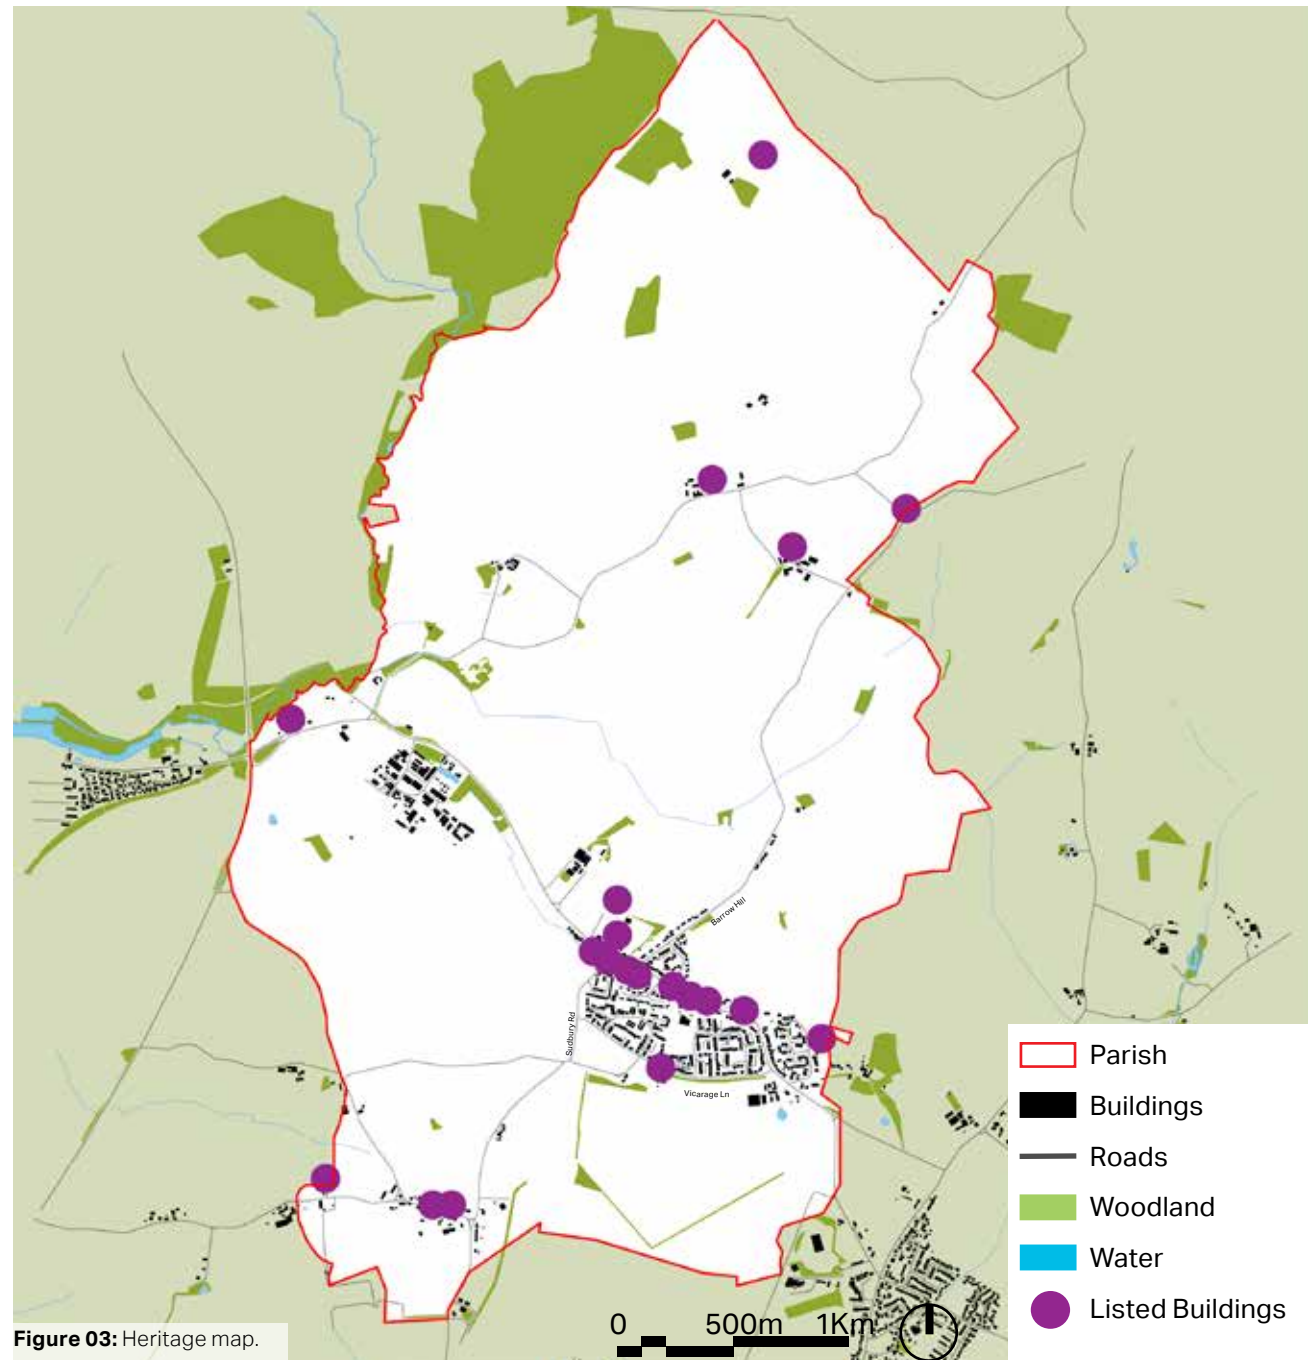 Barrow Hill
Sudbury Rd
Vicarage Ln
Parish
Buildings
Roads
Woodland
Water
Listed Buildings
0 500m 1Km
Figure 03: Heritage map.